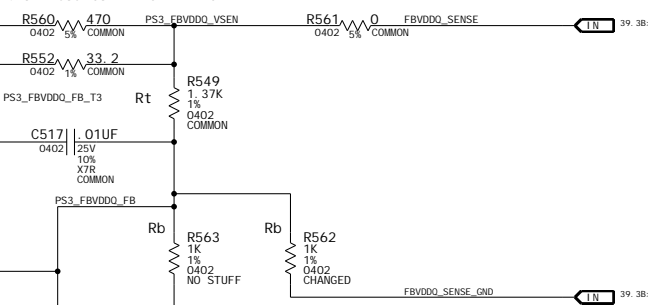 R560 470 PS3_FBVDDQ_VSEN R561 0 FBVDDQ_SENSE IN 39.3B:
0402 5% COMMON 0402 5% COMMON
R552 33.2
0402 1% COMMON
PS3_FBVDDQ_FB_T3 Rt R549
1.37K
1%
0402
COMMON
C517 .01UF
0402 25V
10%
X7R
COMMON
PS3_FBVDDQ_FB
Rb R563 Rb R562
1K 1K
1% 1%
0402 0402
NO STUFF CHANGED
FBVDDQ_SENSE_GND IN 39.3B: